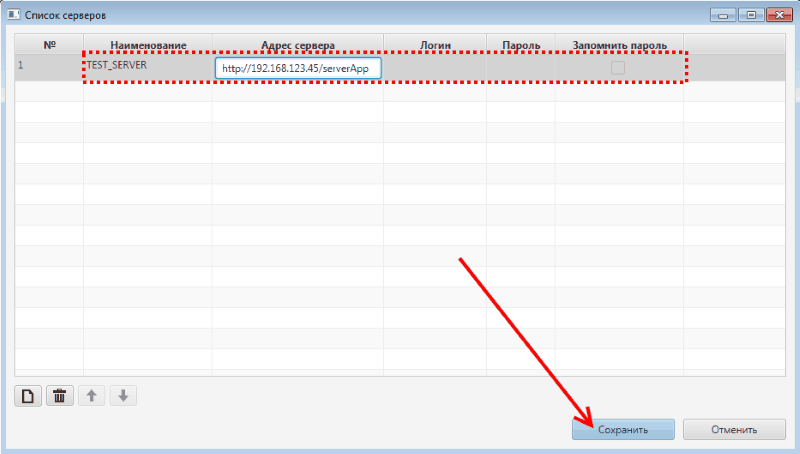 Список серверов
№ Наименование Адрес сервера Логин Пароль Запомнить пароль
1 TEST_SERVER http://192.168.123.45/serverApp
Сохранить Отменить